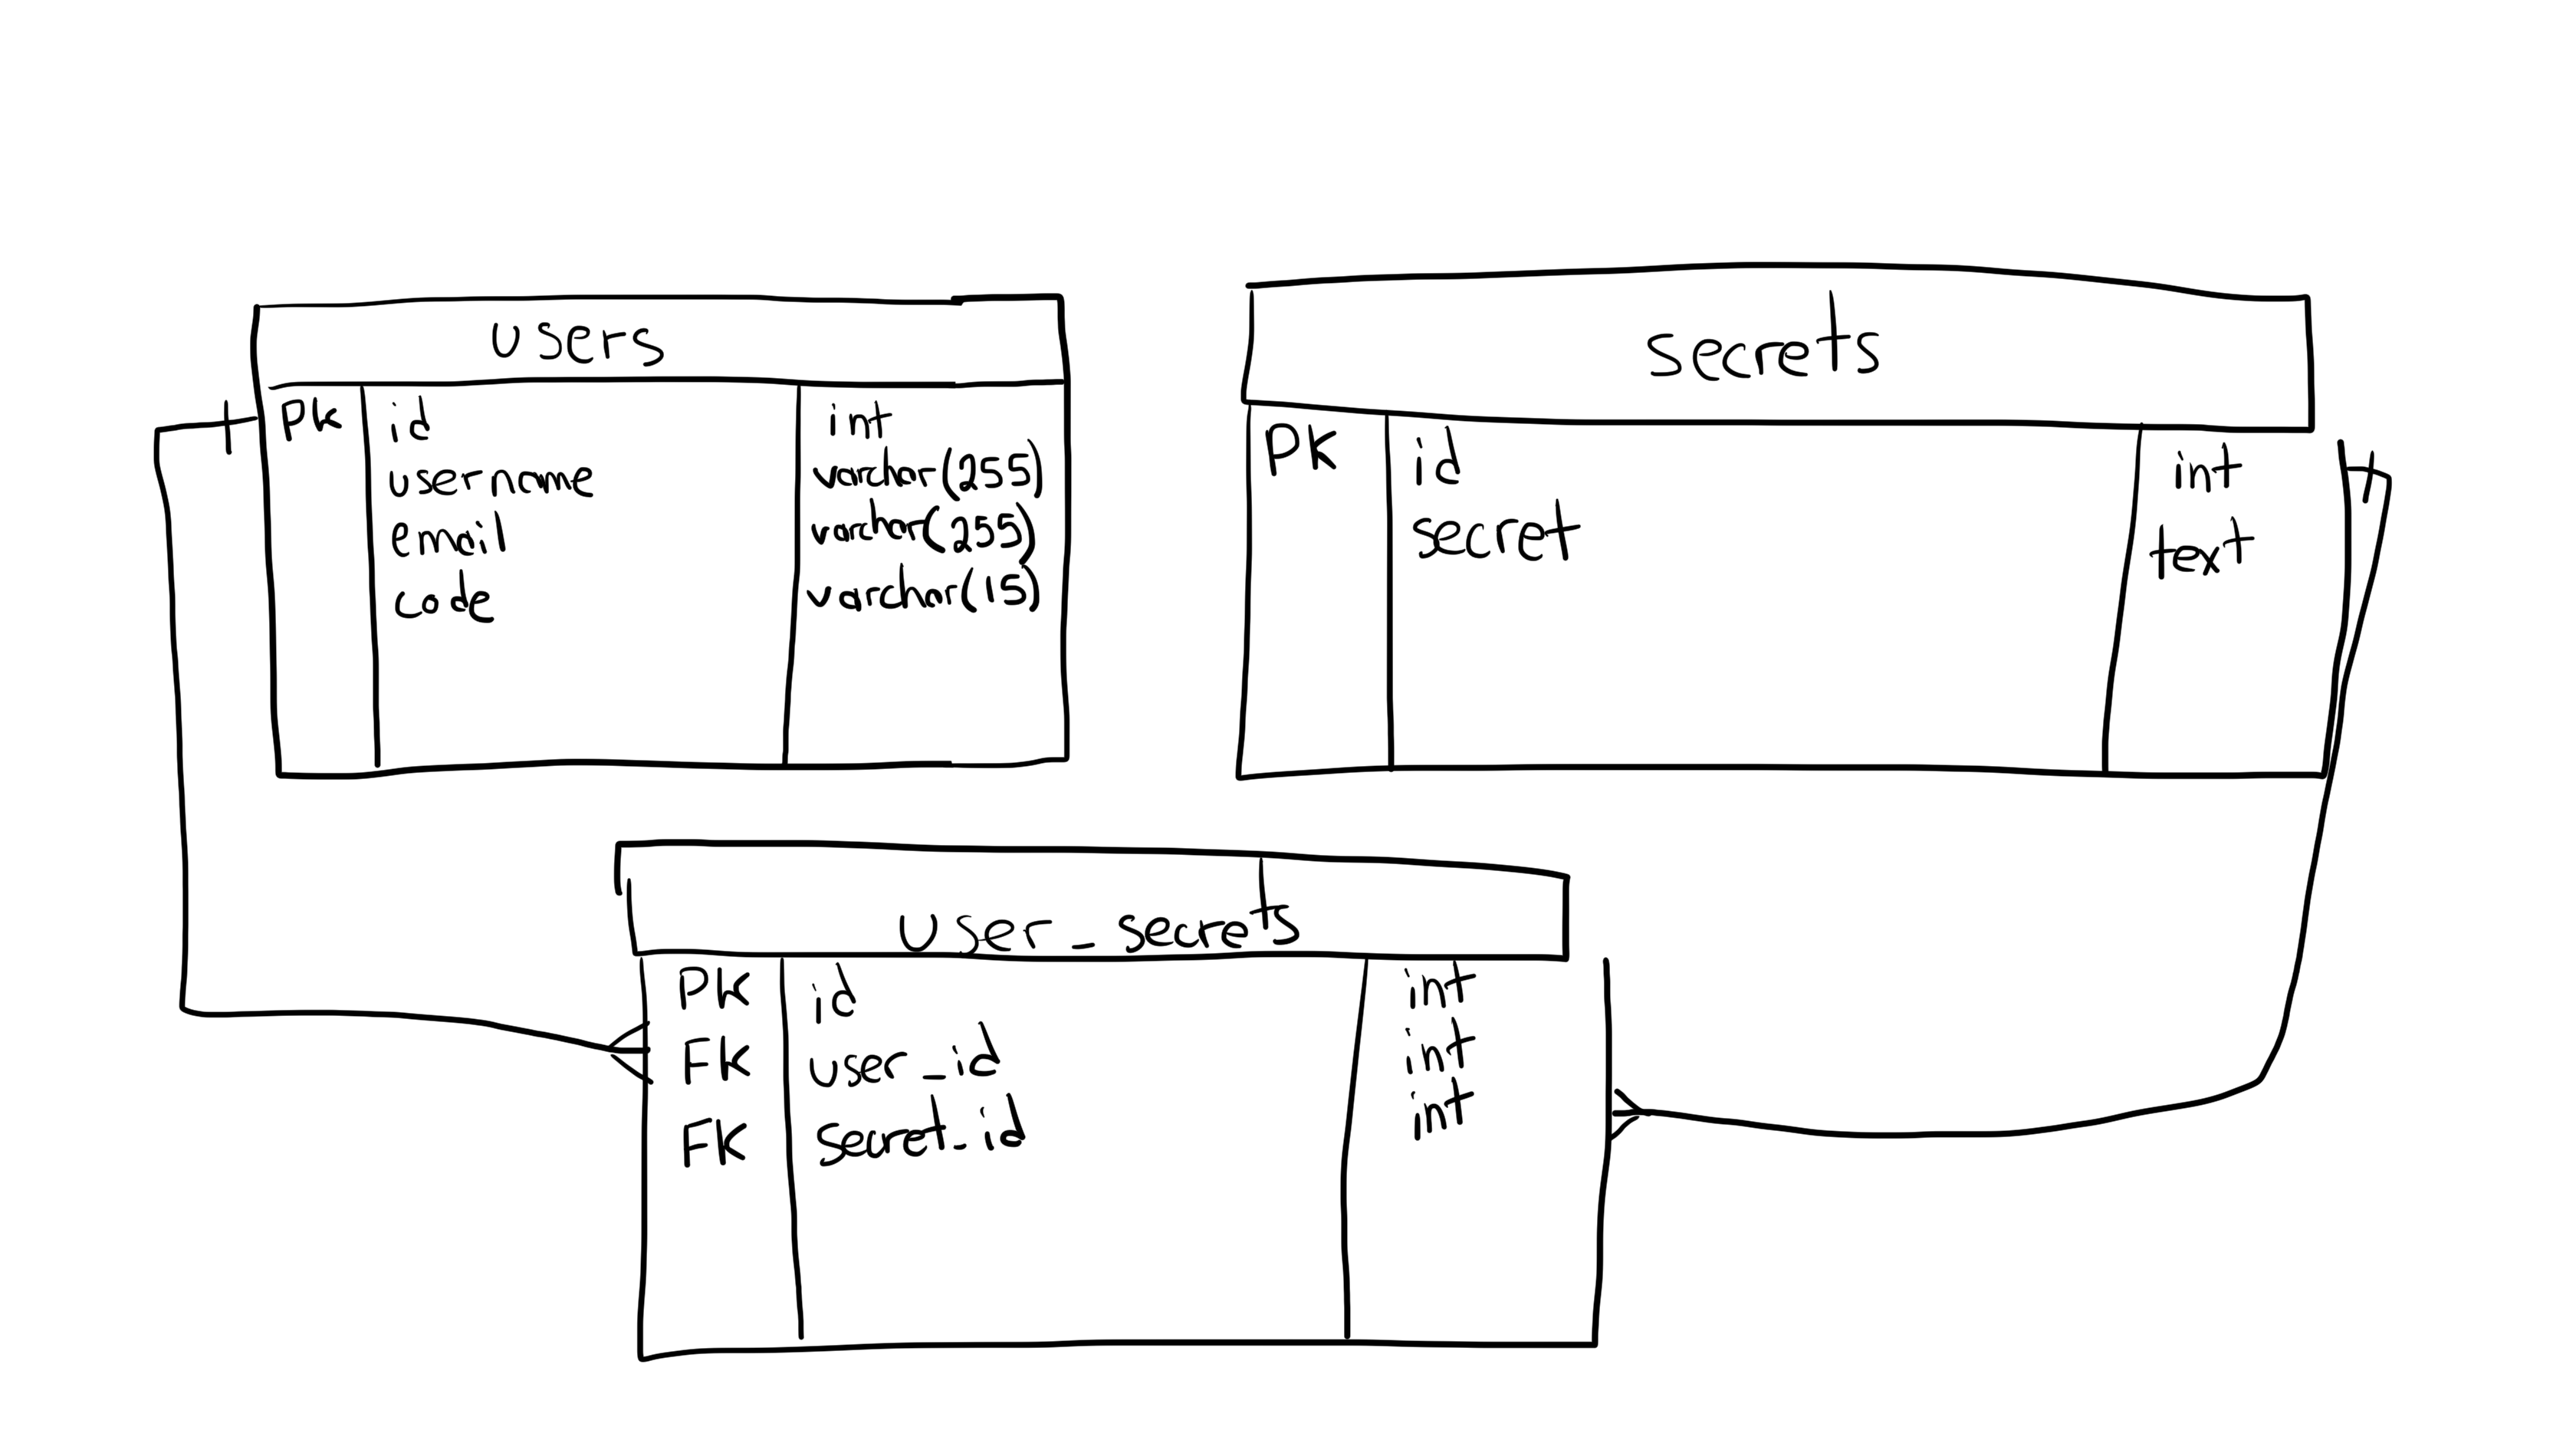 users
PK id int
username varchar(255)
email varchar(255)
code varchar(15)
secrets
PK id int
secret text
user_secrets
PK id int
FK user_id int
FK secret_id int